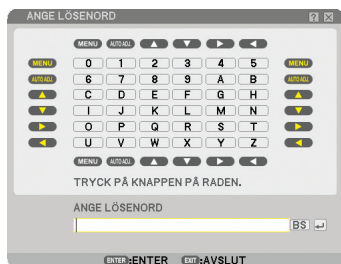 ANGE LÖSENORD
MENU AUTO ADJ.
MENU 0 1 2 3 4 5 MENU
AUTO ADJ. 6 7 8 9 A B AUTO ADJ.
C D E F G H
I J K L M N
O P Q R S T
U V W X Y Z
MENU AUTO ADJ.
TRYCK PÅ KNAPPEN PÅ RADEN.
ANGE LÖSENORD
BS
ENTER:ENTER EXIT:AVSLUT